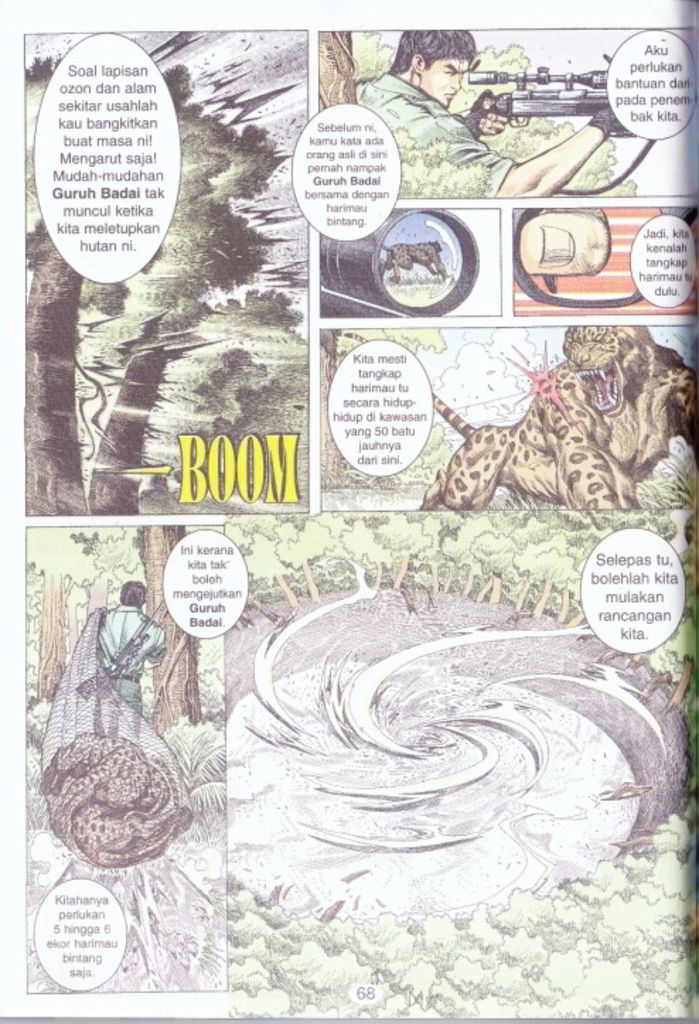 Soal lapisan
ozon dan alam
sekitar usahlah
kau bangkitkan
buat masa ni!
Mengarut saja!
Mudah-mudahan
Guruh Badai tak
muncul ketika
kita meletupkan
hutan ni.
BOOM
Aku
perlukan
bantuan dari
pada penem
bak kita.
Sebelum ni,
kamu kata ada
orang asli di sini
pernah nampak
Guruh Badai
bersama dengan
harimau
bintang.
Jadi, kita
kenalah
tangkap
harimau tu
dulu.
Kita mesti
tangkap
harimau tu
secara hidup-
hidup di kawasan
yang 50 batu
jauhnya
dari sini.
Ini kerana
kita tak
boleh
mengejutkan
Guruh
Badai.
Selepas tu,
bolehlah kita
mulakan
rancangan
kita.
Kitahanya
perlukan
5 hingga 6
ekor harimau
bintang
saja.
68